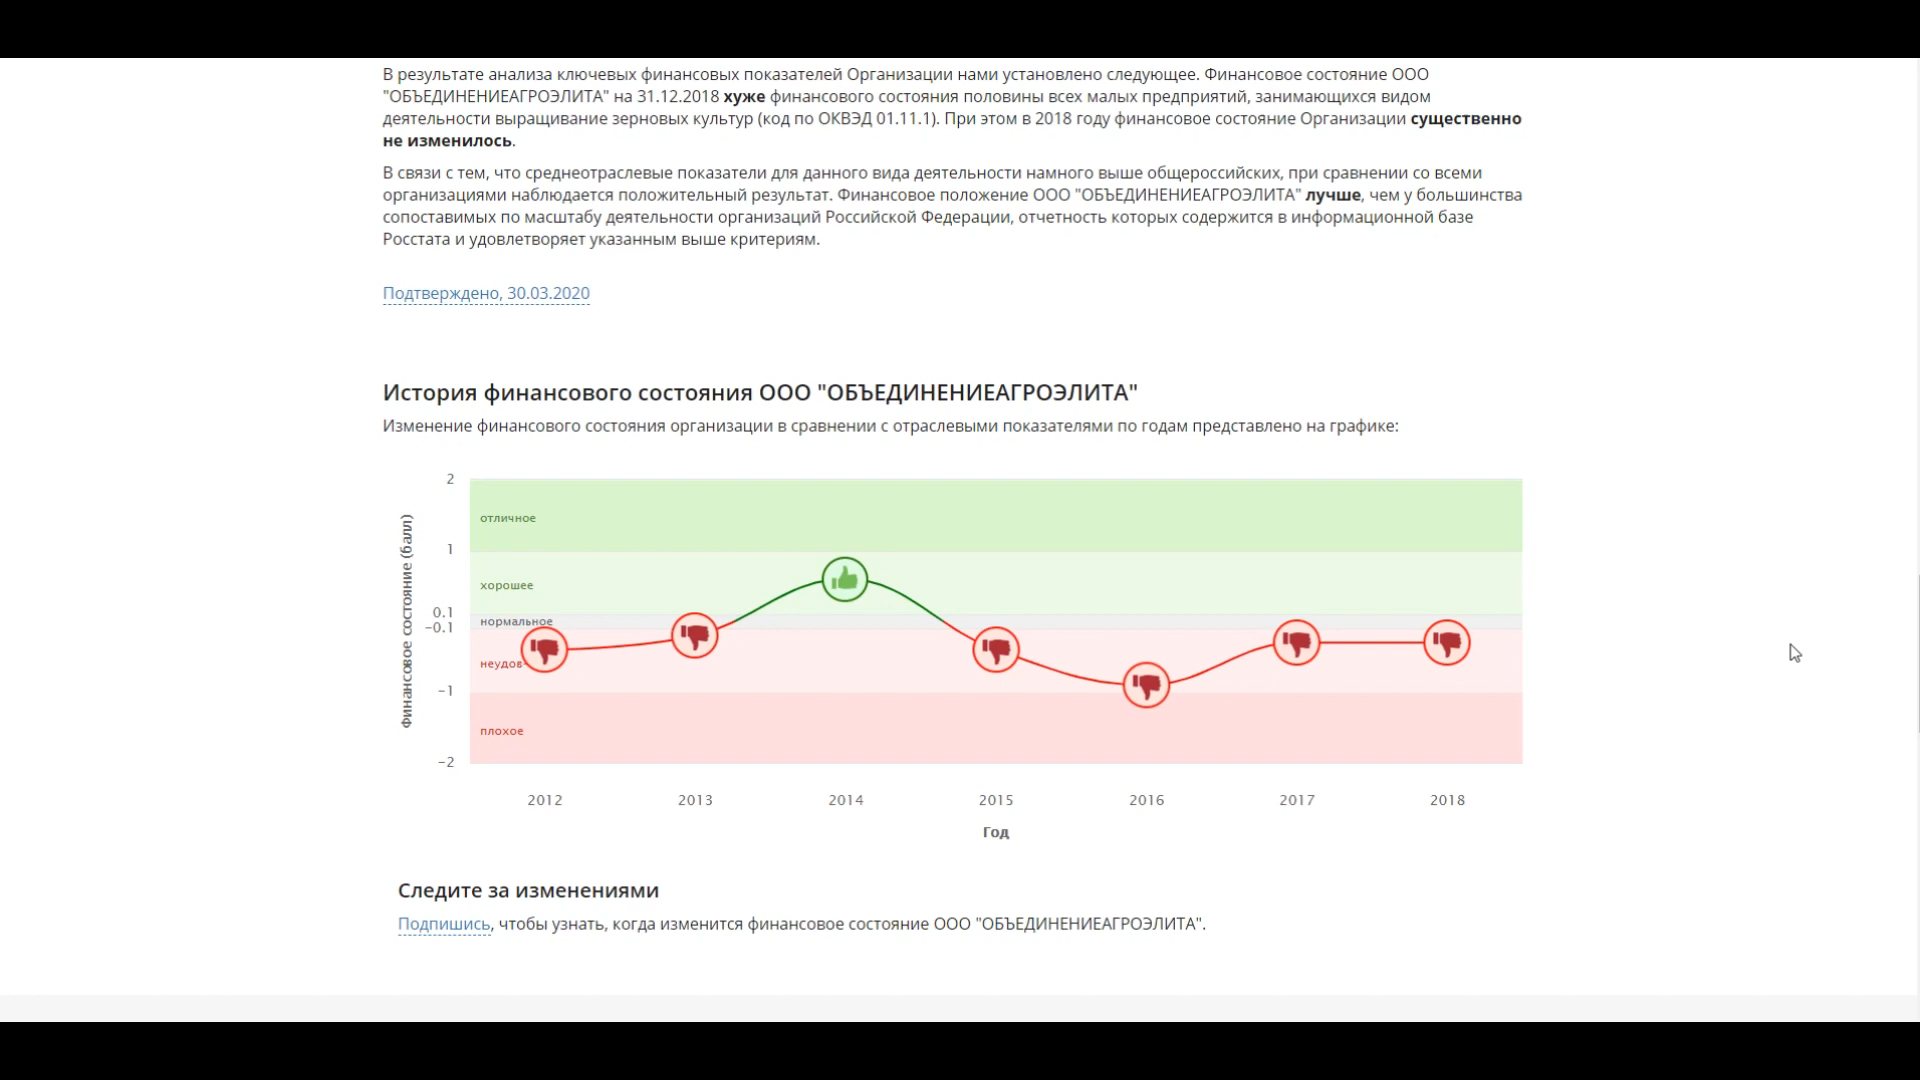 В результате анализа ключевых финансовых показателей Организации нами установлено следующее. Финансовое состояние ООО
"ОБЪЕДИНЕНИЕАГРОЭЛИТА" на 31.12.2018 хуже финансового состояния половины всех малых предприятий, занимающихся видом
деятельности выращивание зерновых культур (код по ОКВЭД 01.11.1). При этом в 2018 году финансовое состояние Организации существенно
не изменилось.
В связи с тем, что среднеотраслевые показатели для данного вида деятельности намного выше общероссийских, при сравнении со всеми
организациями наблюдается положительный результат. Финансовое положение ООО "ОБЪЕДИНЕНИЕАГРОЭЛИТА" лучше, чем у большинства
сопоставимых по масштабу деятельности организаций Российской Федерации, отчетность которых содержится в информационной базе
Росстата и удовлетворяет указанным выше критериям.
Подтверждено, 30.03.2020
История финансового состояния ООО "ОБЪЕДИНЕНИЕАГРОЭЛИТА"
Изменение финансового состояния организации в сравнении с отраслевыми показателями по годам представлено на графике:
Финансовое состояние (балл)
2
отличное
1
хорошее
0.1
нормальное
−0.1
неудов
−1
плохое
−2
2012 2013 2014 2015 2016 2017 2018
Год
Следите за изменениями
Подпишись, чтобы узнать, когда изменится финансовое состояние ООО "ОБЪЕДИНЕНИЕАГРОЭЛИТА".